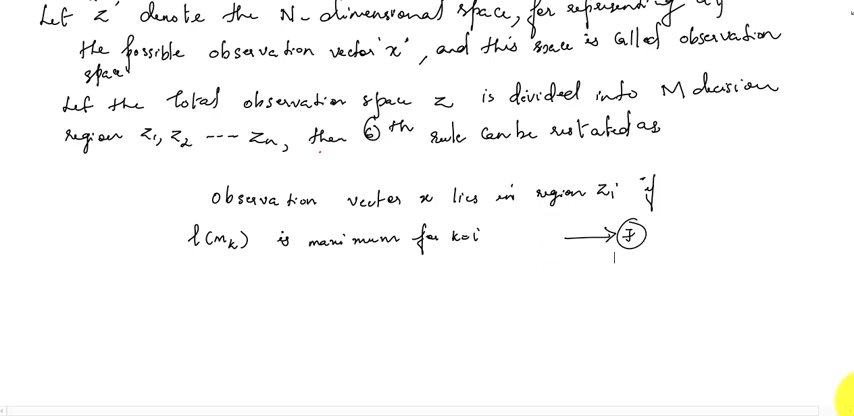 Let 'Z' denote the N-dimensional space, for representing
the possible observation vector 'x', and this space is called observation
space
Let the total observation space Z is divided into M decision
region Z1, Z2 ---- Zn, then ⑥th rule can be restated as
observation vector x lies in region Zi if
l(mk) is maximum for k=i ⟶ ⑦